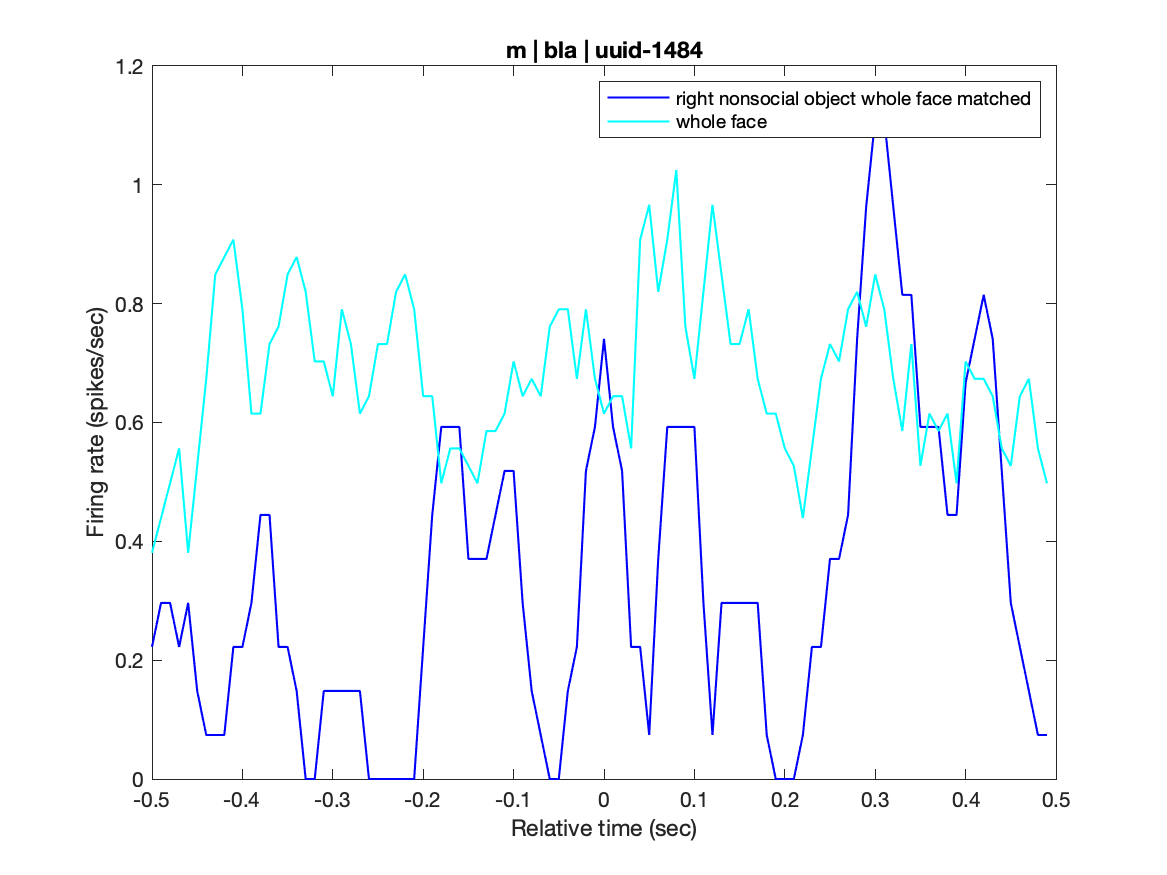 m | bla | uuid-1484
right nonsocial object whole face matched
whole face
Firing rate (spikes/sec)
1.2
1
0.8
0.6
0.4
0.2
0
-0.5 -0.4 -0.3 -0.2 -0.1 0 0.1 0.2 0.3 0.4 0.5
Relative time (sec)